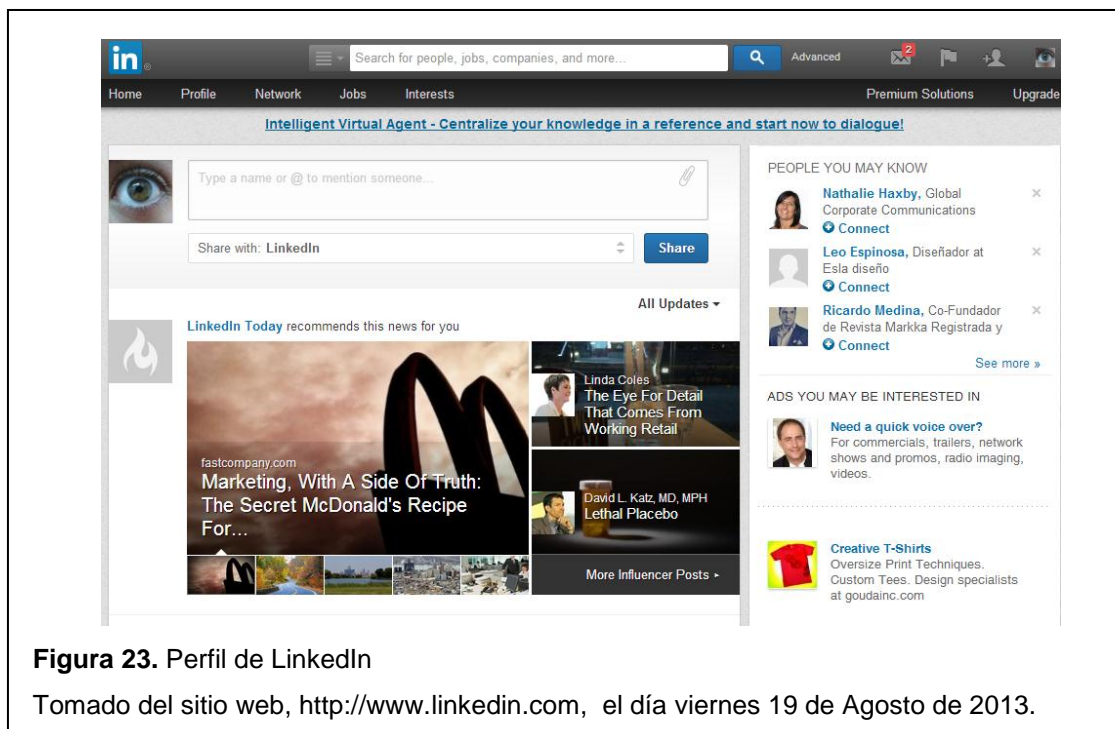 in
Search for people, jobs, companies, and more...
Advanced
2
Home Profile Network Jobs Interests Premium Solutions Upgrade
Intelligent Virtual Agent - Centralize your knowledge in a reference and start now to dialogue!
Type a name or @ to mention someone...
Share with: LinkedIn
Share
All Updates
LinkedIn Today recommends this news for you
fastcompany.com
Marketing, With A Side Of Truth:
The Secret McDonald's Recipe
For...
Linda Coles
The Eye For Detail
That Comes From
Working Retail
David L. Katz, MD, MPH
Lethal Placebo
More Influencer Posts
PEOPLE YOU MAY KNOW
Nathalie Haxby, Global
Corporate Communications
Connect
Leo Espinosa, Diseñador at
Esla diseño
Connect
Ricardo Medina, Co-Fundador
de Revista Markka Registrada y
Connect
See more »
ADS YOU MAY BE INTERESTED IN
Need a quick voice over?
For commercials, trailers, network
shows and promos, radio imaging,
videos.
Creative T-Shirts
Oversize Print Techniques.
Custom Tees. Design specialists
at goudainc.com
Figura 23. Perfil de LinkedIn
Tomado del sitio web, http://www.linkedin.com, el día viernes 19 de Agosto de 2013.